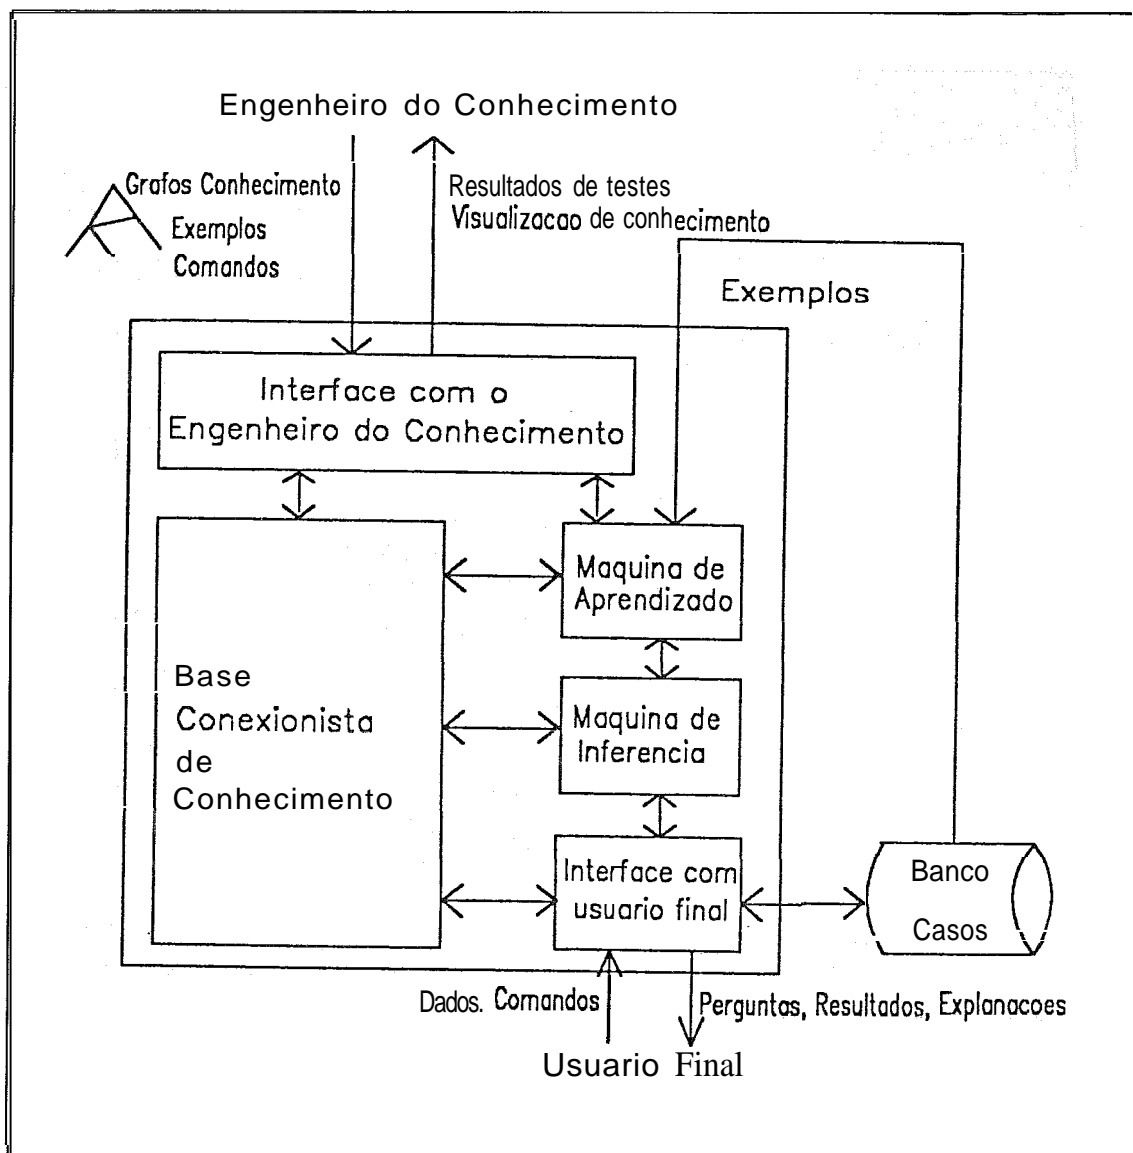 Engenheiro do Conhecimento
Grafos Conhecimento
Exemplos
Comandos
Resultados de testes
Visualizacao de conhecimento
Exemplos
Interface com o
Engenheiro do Conhecimento
Maquina de
Aprendizado
Base
Conexionista
de
Conhecimento
Maquina de
Inferencia
Interface com
usuario final
Banco
Casos
Dados. Comandos
Perguntas, Resultados, Explanacoes
Usuario Final